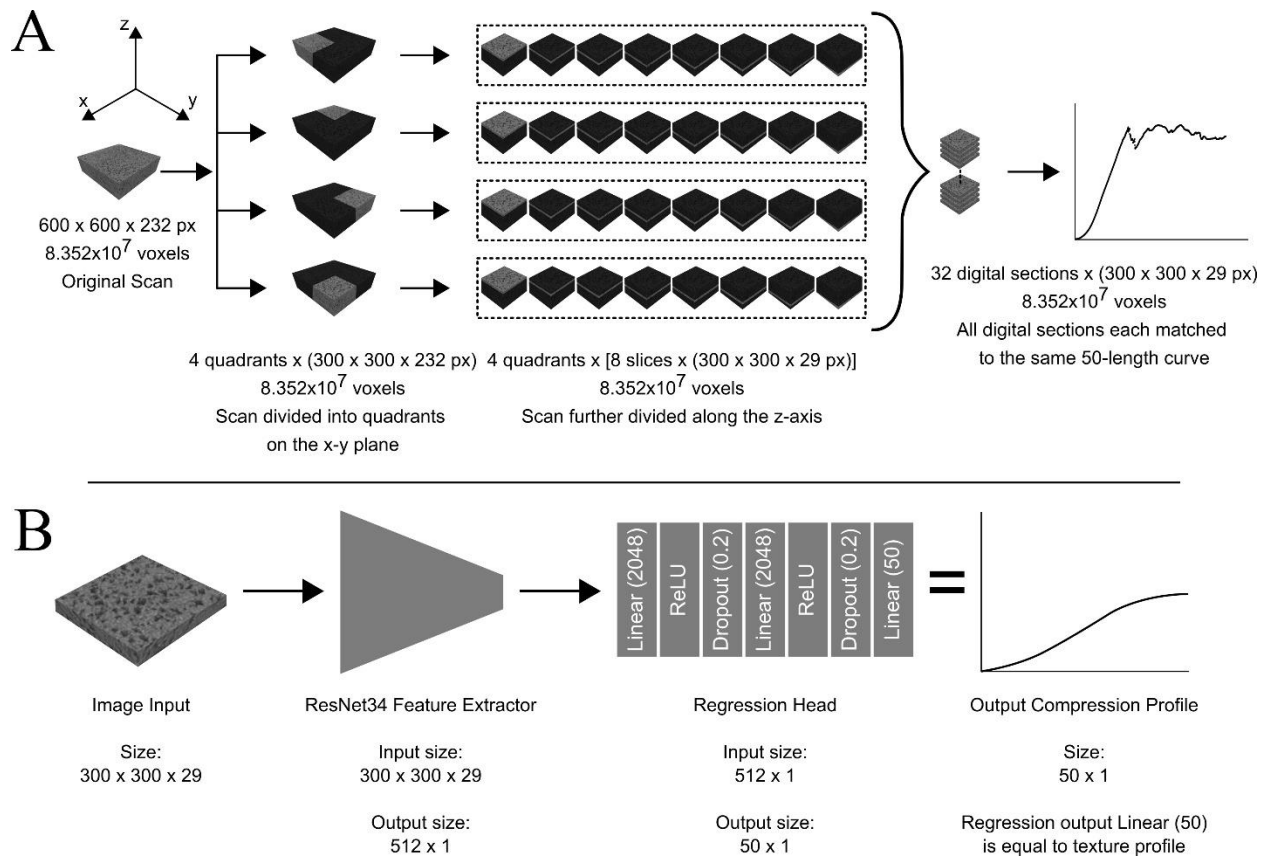 A
z
x
y
600 x 600 x 232 px
8.352x10⁷ voxels
Original Scan
4 quadrants x (300 x 300 x 232 px)
8.352x10⁷ voxels
Scan divided into quadrants
on the x-y plane
4 quadrants x [8 slices x (300 x 300 x 29 px)]
8.352x10⁷ voxels
Scan further divided along the z-axis
32 digital sections x (300 x 300 x 29 px)
8.352x10⁷ voxels
All digital sections each matched
to the same 50-length curve
B
Linear (2048)
ReLU
Dropout (0.2)
Linear (2048)
ReLU
Dropout (0.2)
Linear (50)
=
Image Input
Size:
300 x 300 x 29
ResNet34 Feature Extractor
Input size:
300 x 300 x 29
Output size:
512 x 1
Regression Head
Input size:
512 x 1
Output size:
50 x 1
Output Compression Profile
Size:
50 x 1
Regression output Linear (50)
is equal to texture profile